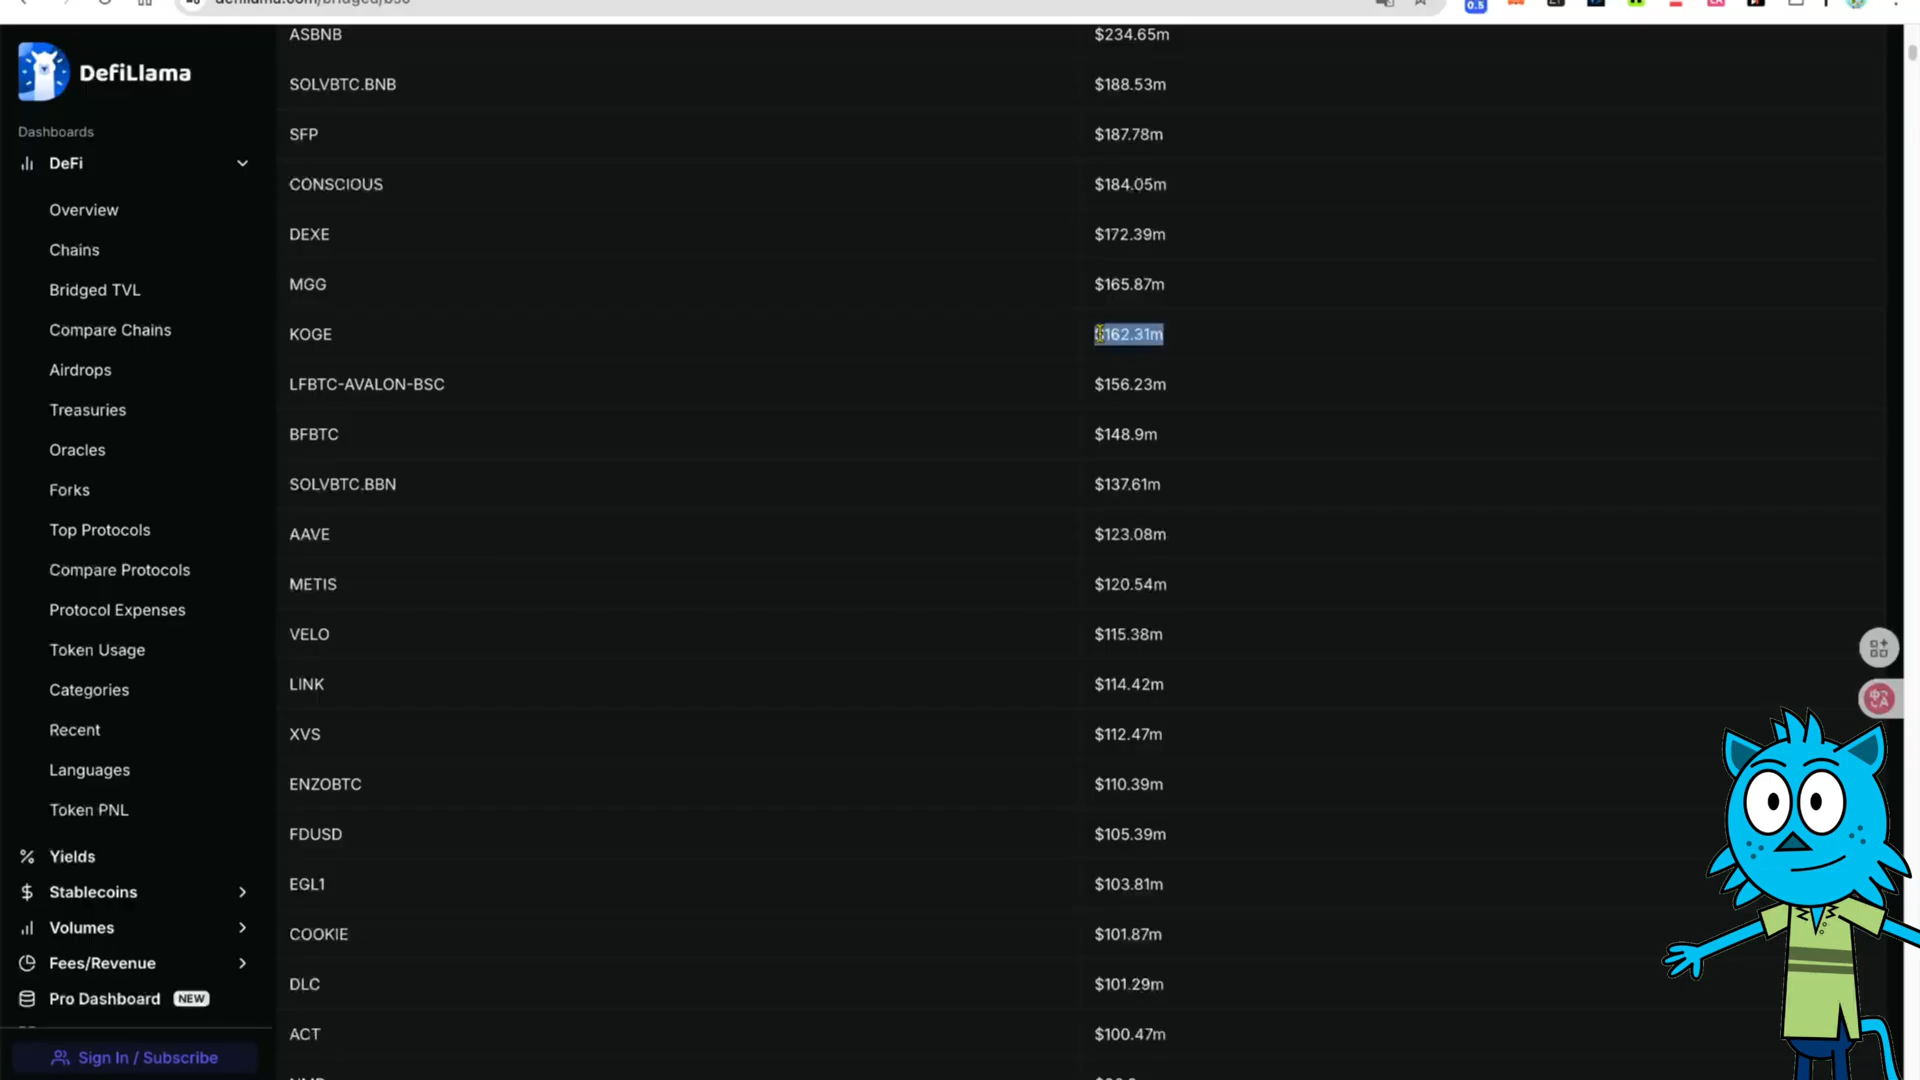 DefiLlama
Dashboards
DeFi
Overview
Chains
Bridged TVL
Compare Chains
Airdrops
Treasuries
Oracles
Forks
Top Protocols
Compare Protocols
Protocol Expenses
Token Usage
Categories
Recent
Languages
Token PNL
Yields
Stablecoins
Volumes
Fees/Revenue
Pro Dashboard NEW
Sign In / Subscribe
ASBNB $234.65m
SOLVBTC.BNB $188.53m
SFP $187.78m
CONSCIOUS $184.05m
DEXE $172.39m
MGG $165.87m
KOGE $162.31m
LFBTC-AVALON-BSC $156.23m
BFBTC $148.9m
SOLVBTC.BBN $137.61m
AAVE $123.08m
METIS $120.54m
VELO $115.38m
LINK $114.42m
XVS $112.47m
ENZOBTC $110.39m
FDUSD $105.39m
EGL1 $103.81m
COOKIE $101.87m
DLC $101.29m
ACT $100.47m
0.5